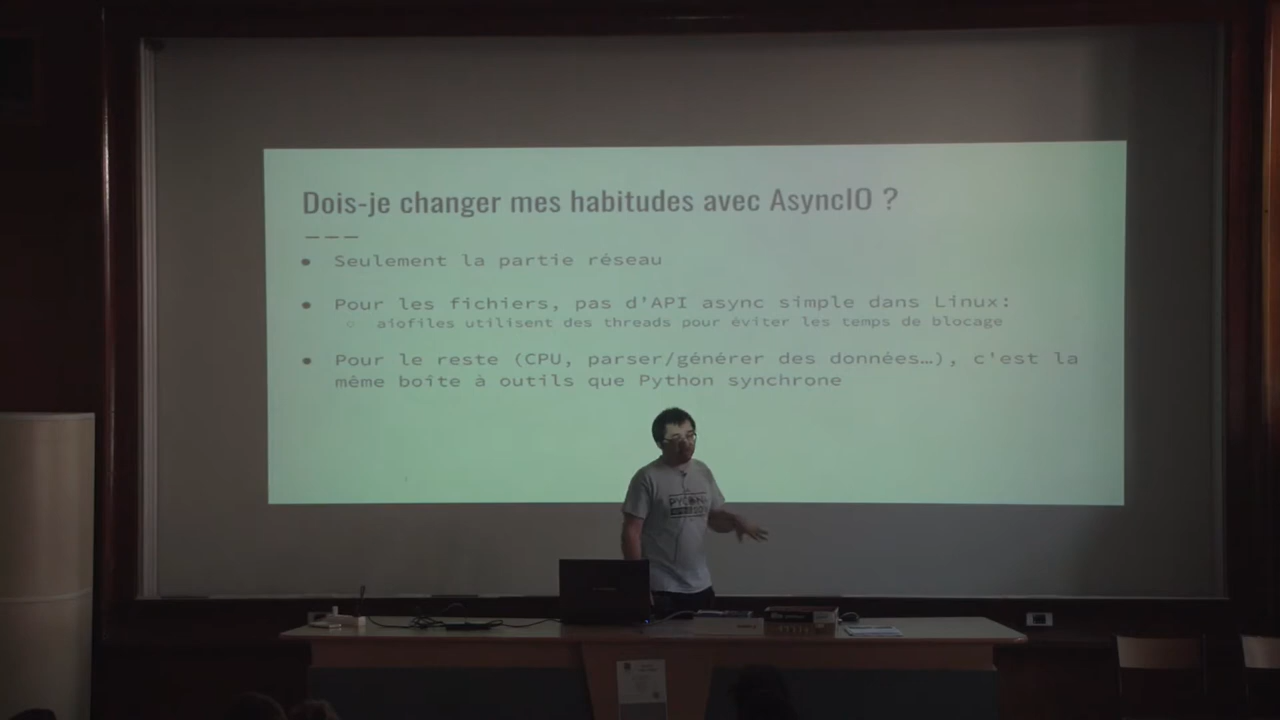 Dois-je changer mes habitudes avec AsyncIO ?
● Seulement la partie réseau
● Pour les fichiers, pas d'API async simple dans Linux:
○ aiofiles utilisent des threads pour éviter les temps de blocage
● Pour le reste (CPU, parser/générer des données…), c'est la
même boîte à outils que Python synchrone